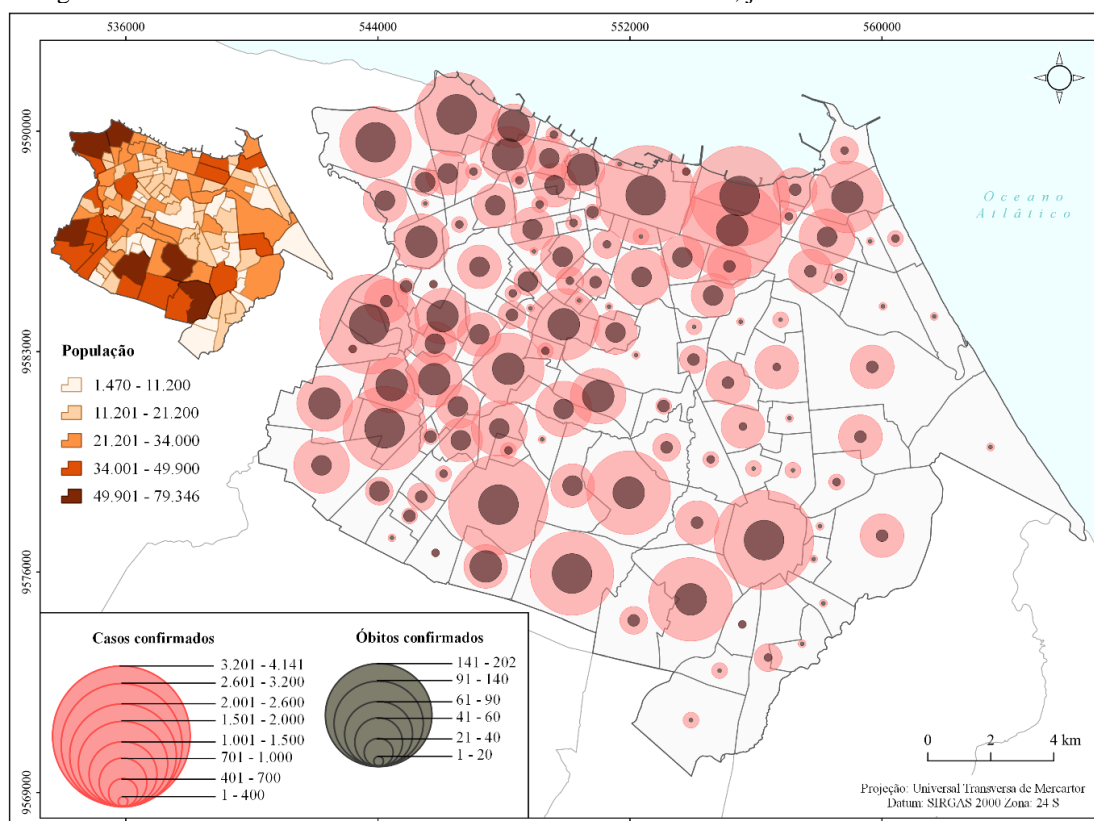 536000
544000
552000
560000
9590000
9583000
9576000
9569000
Oceano
Atlático
População
1.470 - 11.200
11.201 - 21.200
21.201 - 34.000
34.001 - 49.900
49.901 - 79.346
Casos confirmados
3.201 - 4.141
2.601 - 3.200
2.001 - 2.600
1.501 - 2.000
1.001 - 1.500
701 - 1.000
401 - 700
1 - 400
Óbitos confirmados
141 - 202
91 - 140
61 - 90
41 - 60
21 - 40
1 - 20
0 2 4 km
Projeção: Universal Transversa de Mercartor
Datum: SIRGAS 2000 Zona: 24 S